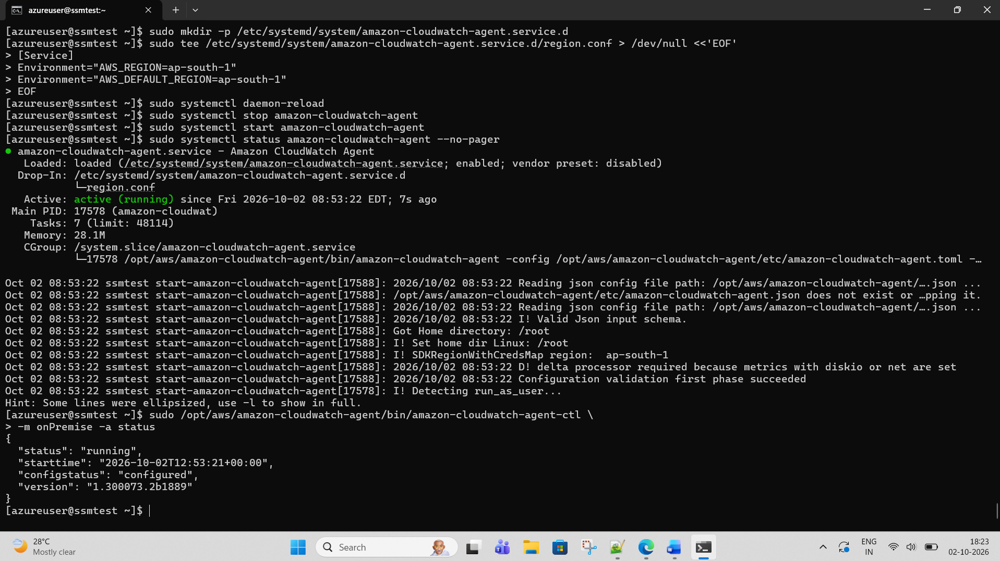 azureuser@ssmtest:~
[azureuser@ssmtest ~]$ sudo mkdir -p /etc/systemd/system/amazon-cloudwatch-agent.service.d
[azureuser@ssmtest ~]$ sudo tee /etc/systemd/system/amazon-cloudwatch-agent.service.d/region.conf > /dev/null <<'EOF'
> [Service]
> Environment="AWS_REGION=ap-south-1"
> Environment="AWS_DEFAULT_REGION=ap-south-1"
> EOF
[azureuser@ssmtest ~]$ sudo systemctl daemon-reload
[azureuser@ssmtest ~]$ sudo systemctl stop amazon-cloudwatch-agent
[azureuser@ssmtest ~]$ sudo systemctl start amazon-cloudwatch-agent
[azureuser@ssmtest ~]$ sudo systemctl status amazon-cloudwatch-agent --no-pager
● amazon-cloudwatch-agent.service - Amazon CloudWatch Agent
   Loaded: loaded (/etc/systemd/system/amazon-cloudwatch-agent.service; enabled; vendor preset: disabled)
  Drop-In: /etc/systemd/system/amazon-cloudwatch-agent.service.d
           └─region.conf
   Active: active (running) since Fri 2026-10-02 08:53:22 EDT; 7s ago
 Main PID: 17578 (amazon-cloudwat)
    Tasks: 7 (limit: 48114)
   Memory: 28.1M
   CGroup: /system.slice/amazon-cloudwatch-agent.service
           └─17578 /opt/aws/amazon-cloudwatch-agent/bin/amazon-cloudwatch-agent -config /opt/aws/amazon-cloudwatch-agent/etc/amazon-cloudwatch-agent.toml -…
Oct 02 08:53:22 ssmtest start-amazon-cloudwatch-agent[17588]: 2026/10/02 08:53:22 Reading json config file path: /opt/aws/amazon-cloudwatch-agent/….json ...
Oct 02 08:53:22 ssmtest start-amazon-cloudwatch-agent[17588]: /opt/aws/amazon-cloudwatch-agent/etc/amazon-cloudwatch-agent.json does not exist or …pping it.
Oct 02 08:53:22 ssmtest start-amazon-cloudwatch-agent[17588]: 2026/10/02 08:53:22 Reading json config file path: /opt/aws/amazon-cloudwatch-agent/….json ...
Oct 02 08:53:22 ssmtest start-amazon-cloudwatch-agent[17588]: 2026/10/02 08:53:22 I! Valid Json input schema.
Oct 02 08:53:22 ssmtest start-amazon-cloudwatch-agent[17588]: Got Home directory: /root
Oct 02 08:53:22 ssmtest start-amazon-cloudwatch-agent[17588]: I! Set home dir Linux: /root
Oct 02 08:53:22 ssmtest start-amazon-cloudwatch-agent[17588]: I! SDKRegionWithCredsMap region:  ap-south-1
Oct 02 08:53:22 ssmtest start-amazon-cloudwatch-agent[17588]: 2026/10/02 08:53:22 D! delta processor required because metrics with diskio or net are set
Oct 02 08:53:22 ssmtest start-amazon-cloudwatch-agent[17588]: 2026/10/02 08:53:22 Configuration validation first phase succeeded
Oct 02 08:53:22 ssmtest start-amazon-cloudwatch-agent[17578]: I! Detecting run_as_user...
Hint: Some lines were ellipsized, use -l to show in full.
[azureuser@ssmtest ~]$ sudo /opt/aws/amazon-cloudwatch-agent/bin/amazon-cloudwatch-agent-ctl \
> -m onPremise -a status
{
  "status": "running",
  "starttime": "2026-10-02T12:53:21+00:00",
  "configstatus": "configured",
  "version": "1.300073.2b1889"
}
[azureuser@ssmtest ~]$
28°C
Mostly clear
Search
ENG
IN
18:23
02-10-2026